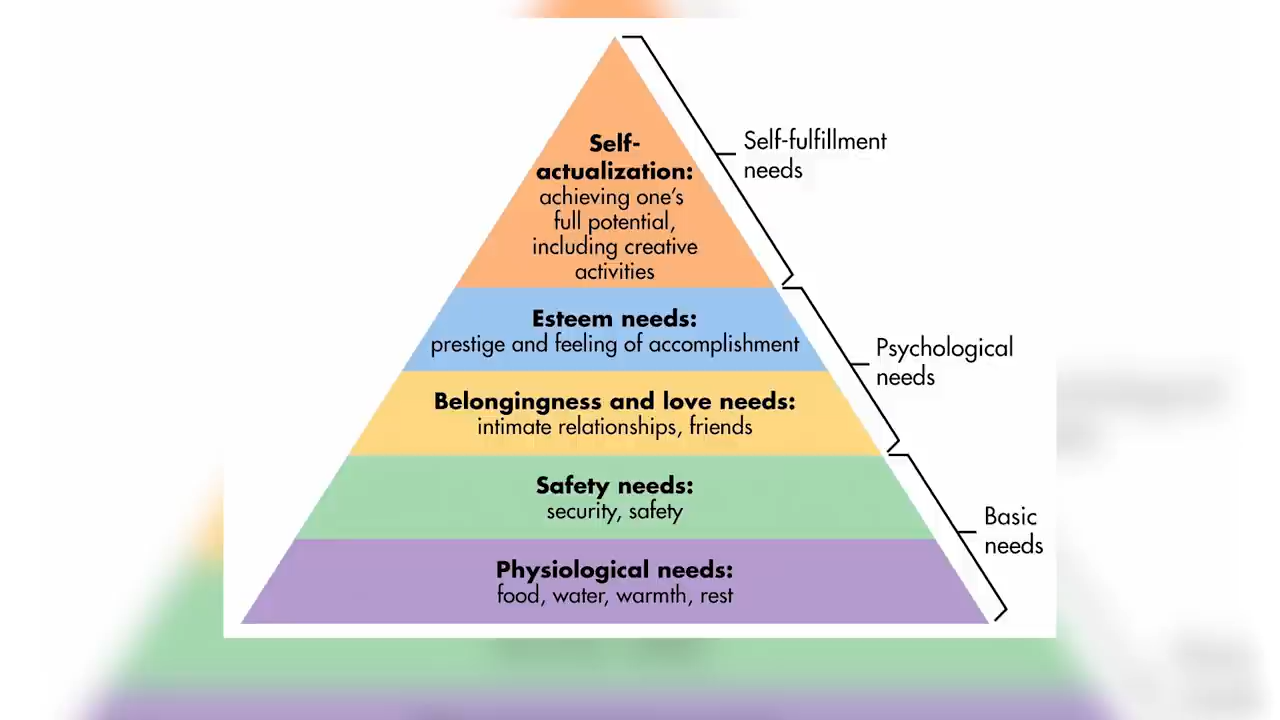 Self-
actualization:
achieving one's
full potential,
including creative
activities
Self-fulfillment
needs
Esteem needs:
prestige and feeling of accomplishment
Psychological
needs
Belongingness and love needs:
intimate relationships, friends
Safety needs:
security, safety
Basic
needs
Physiological needs:
food, water, warmth, rest